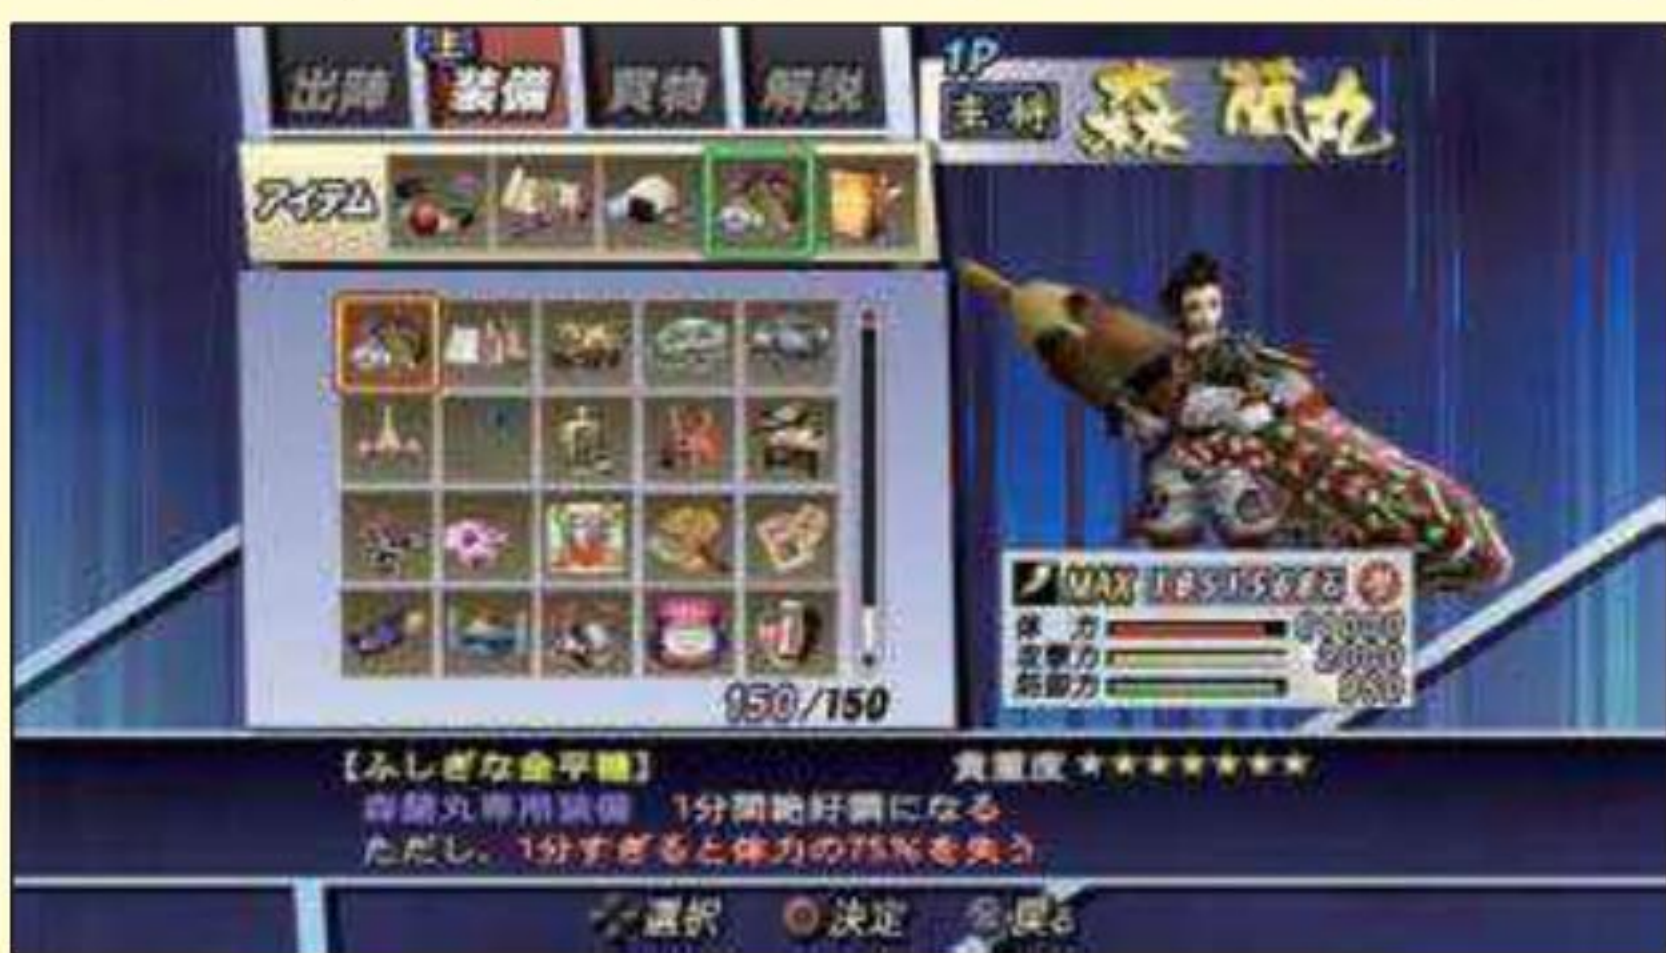 出陣 装備 買物 解説
1P
主将 森 蘭丸
アイテム
MAX
体 力
攻撃力
防御力
150/150
【ふしぎな金平糖】 貴重度★★★★★★★
森蘭丸専用装備 1分間絶好調になる
ただし、1分すぎると体力の75%を失う
選択 決定 戻る